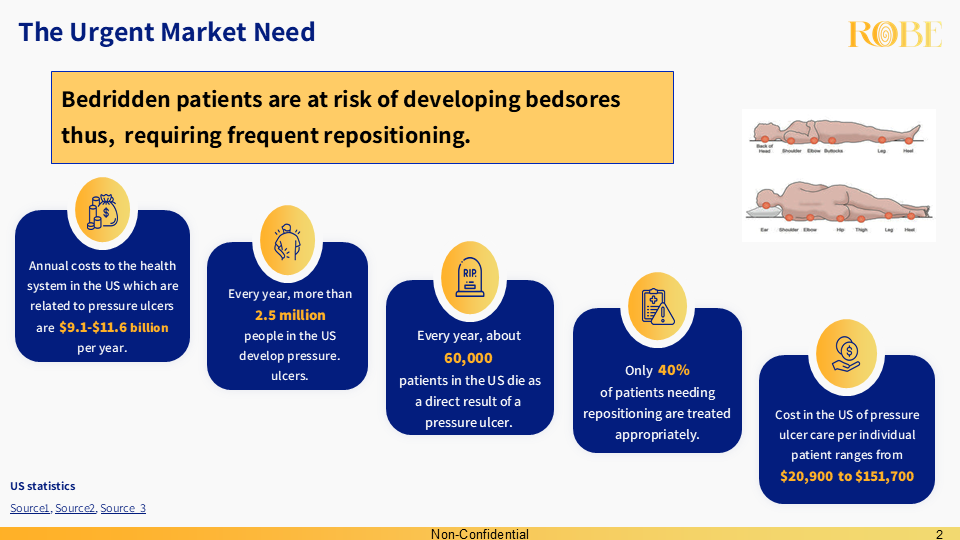 The Urgent Market Need
ROBE
Bedridden patients are at risk of developing bedsores
thus, requiring frequent repositioning.
Back of
Head
Shoulder Elbow Buttocks Leg Heel
Ear Shoulder Elbow Hip Thigh Leg Heel
Annual costs to the health
system in the US which are
related to pressure ulcers
are $9.1-$11.6 billion
per year.
Every year, more than
2.5 million
people in the US
develop pressure.
ulcers.
RIP.
Every year, about
60,000
patients in the US die as
a direct result of a
pressure ulcer.
Only 40%
of patients needing
repositioning are treated
appropriately.
Cost in the US of pressure
ulcer care per individual
patient ranges from
$20,900 to $151,700
US statistics
Source1, Source2, Source 3
Non-Confidential
2